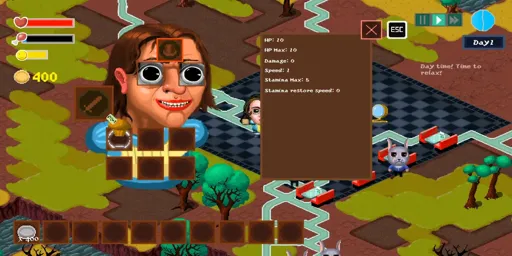 400
HP: 10
HP Max: 10
Damage: 0
Speed: 1
Stamina Max: 5
Stamina restore speed: 0
ESC
Day1
Day time! Time to
relax!
x 400